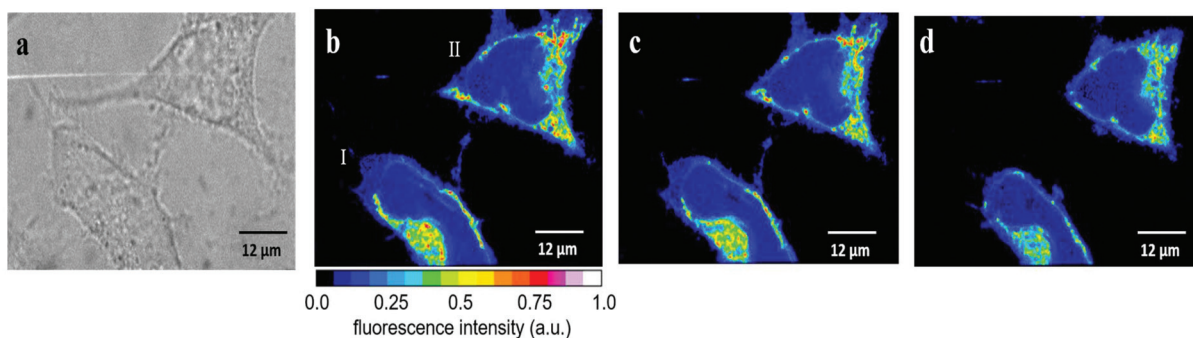 a
b
c
d
II
I
12 μm
12 μm
12 μm
12 μm
0.0 0.25 0.5 0.75 1.0
fluorescence intensity (a.u.)